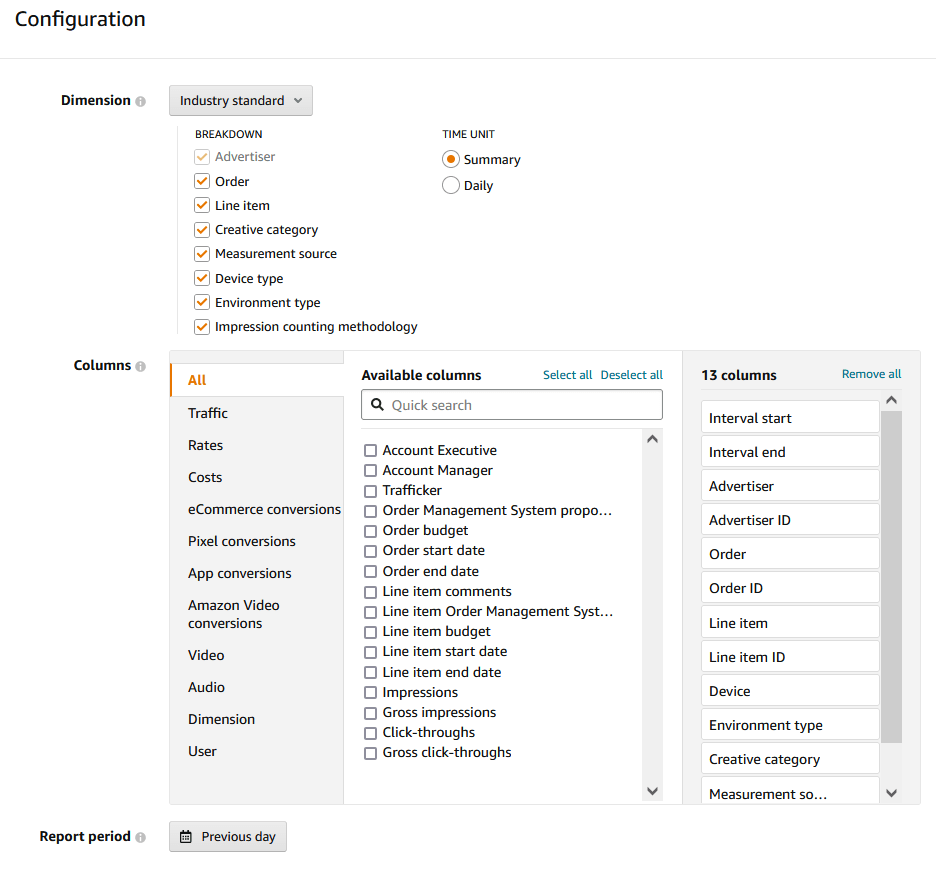 Configuration
Dimension
Industry standard
BREAKDOWN
TIME UNIT
Advertiser
Summary
Order
Daily
Line item
Creative category
Measurement source
Device type
Environment type
Impression counting methodology
Columns
All
Traffic
Rates
Costs
eCommerce conversions
Pixel conversions
App conversions
Amazon Video
conversions
Video
Audio
Dimension
User
Available columns
Select all
Deselect all
Quick search
Account Executive
Account Manager
Trafficker
Order Management System propo...
Order budget
Order start date
Order end date
Line item comments
Line item Order Management Syst...
Line item budget
Line item start date
Line item end date
Impressions
Gross impressions
Click-throughs
Gross click-throughs
13 columns
Remove all
Interval start
Interval end
Advertiser
Advertiser ID
Order
Order ID
Line item
Line item ID
Device
Environment type
Creative category
Measurement so...
Report period
Previous day